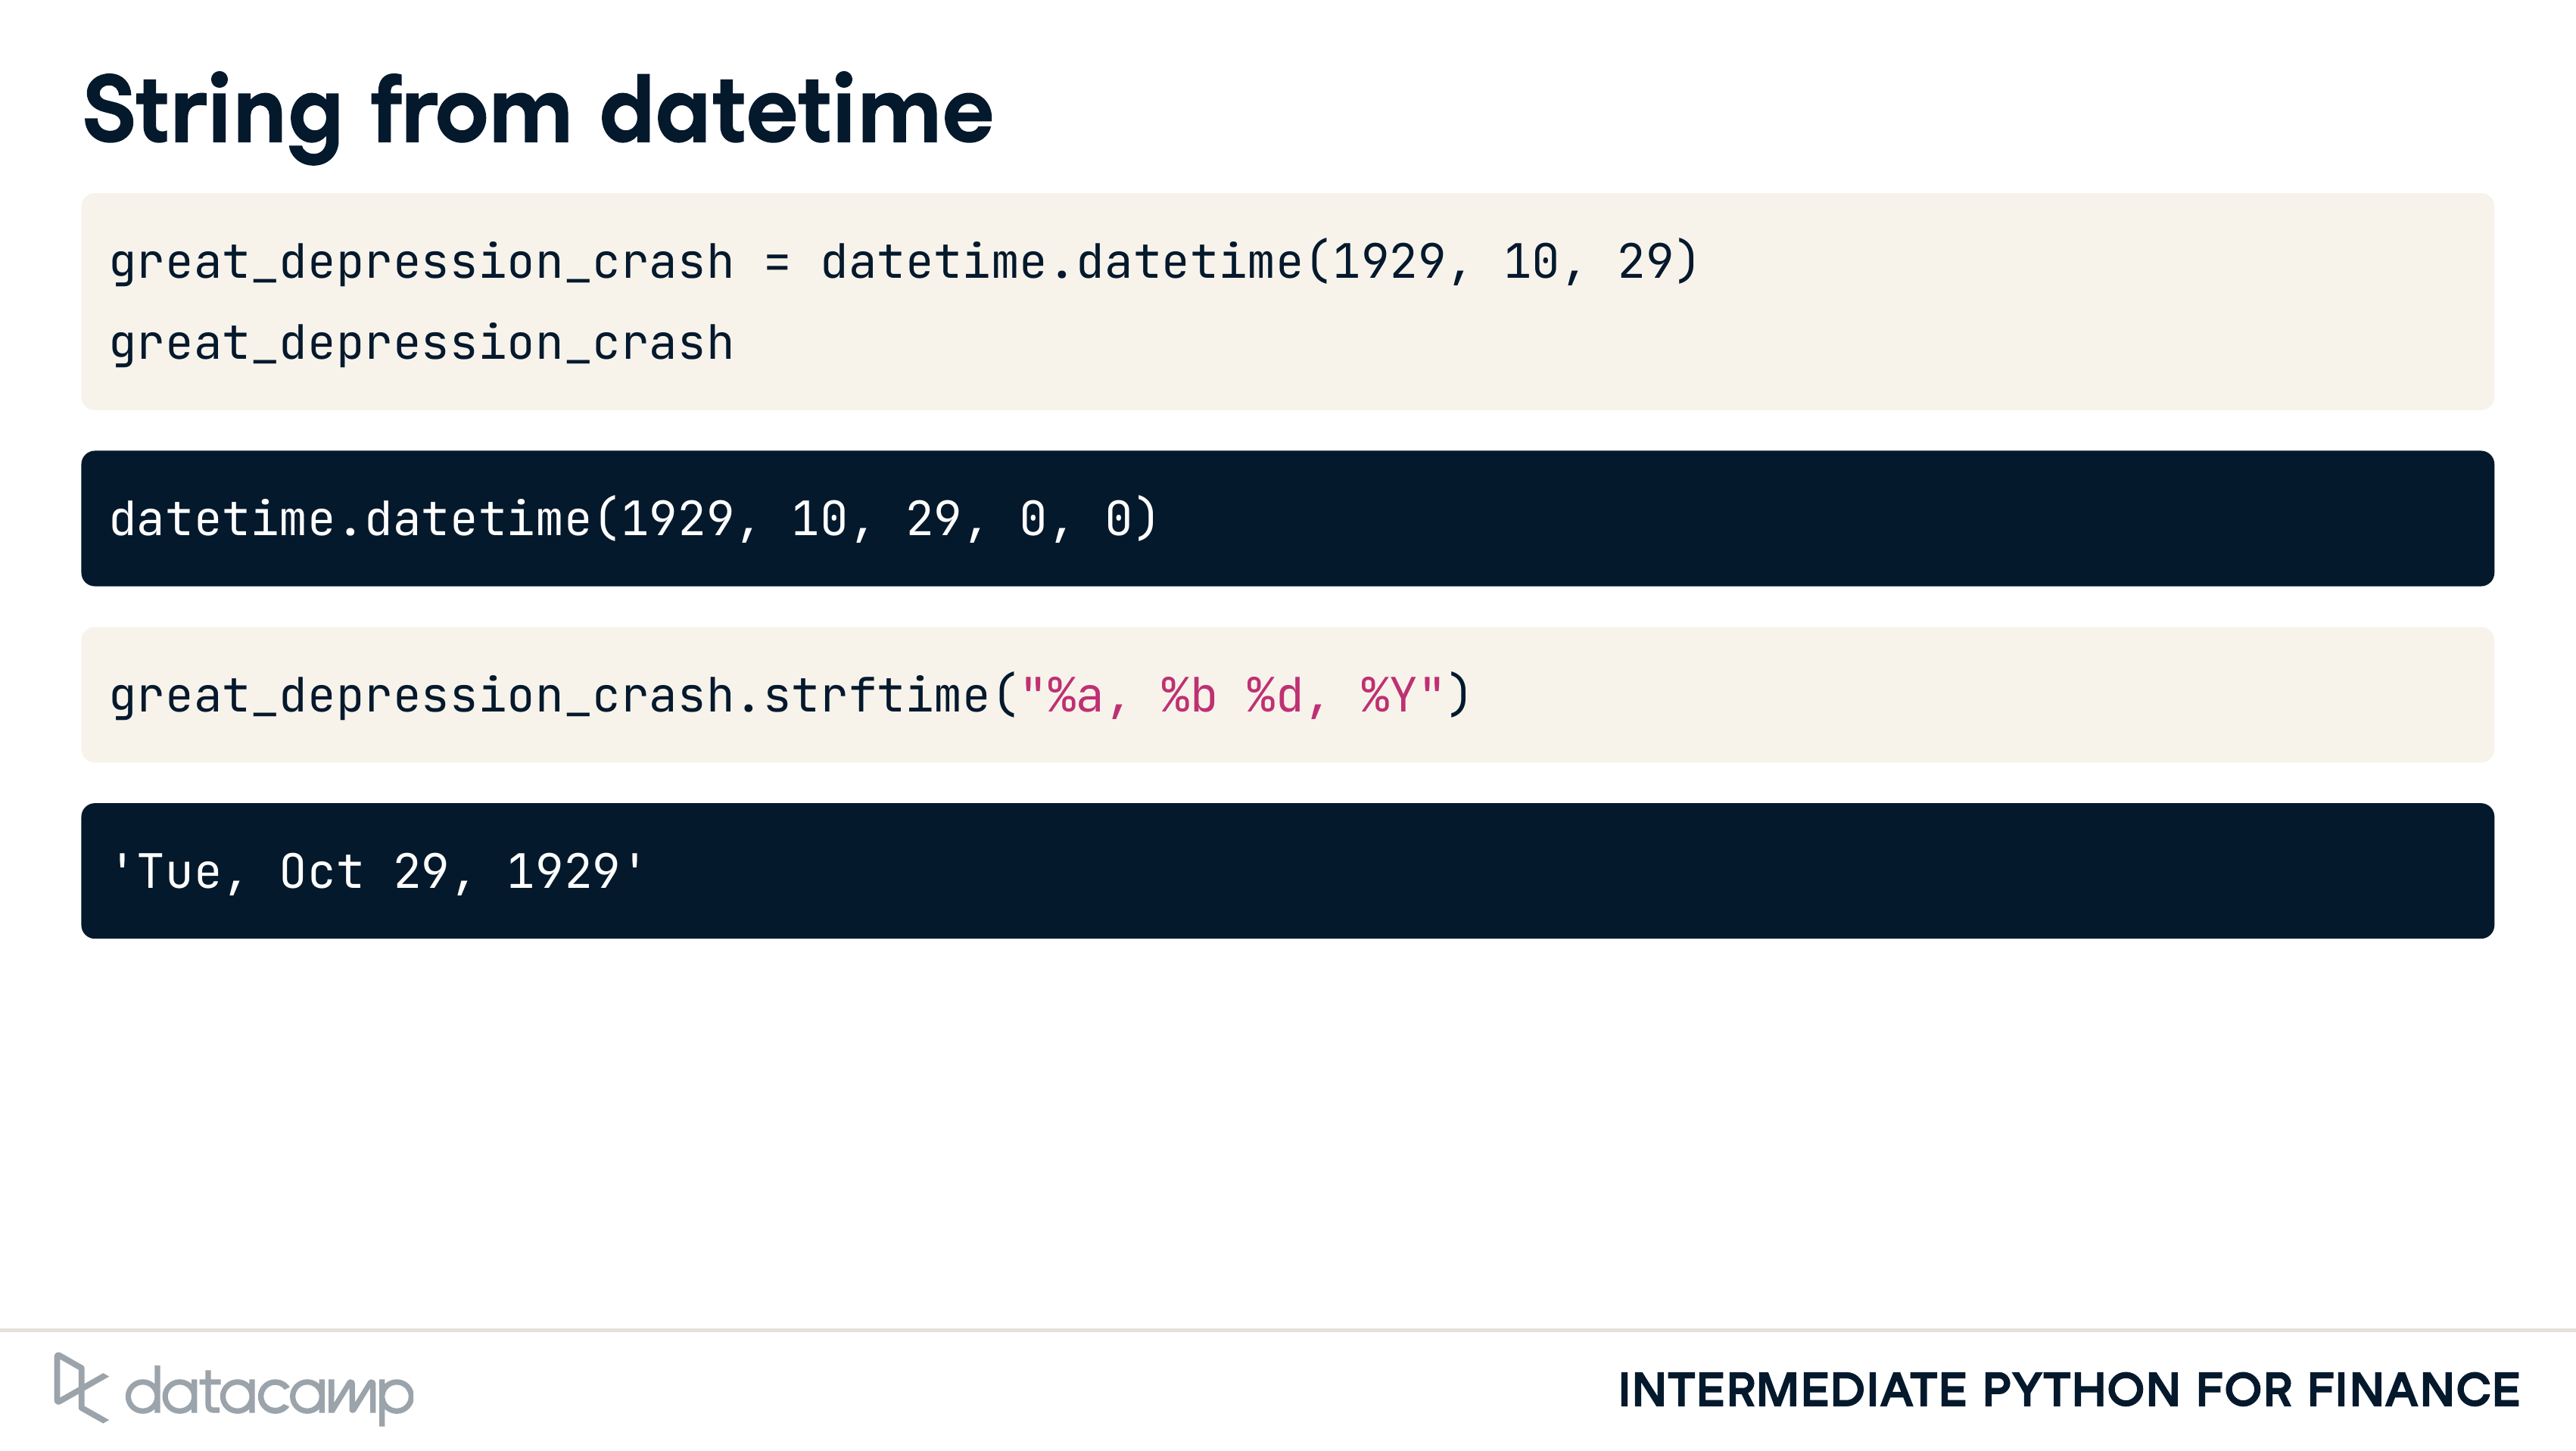 String from datetime
great_depression_crash = datetime.datetime(1929, 10, 29)
great_depression_crash
datetime.datetime(1929, 10, 29, 0, 0)
great_depression_crash.strftime("%a, %b %d, %Y")
'Tue, Oct 29, 1929'
datacamp
INTERMEDIATE PYTHON FOR FINANCE